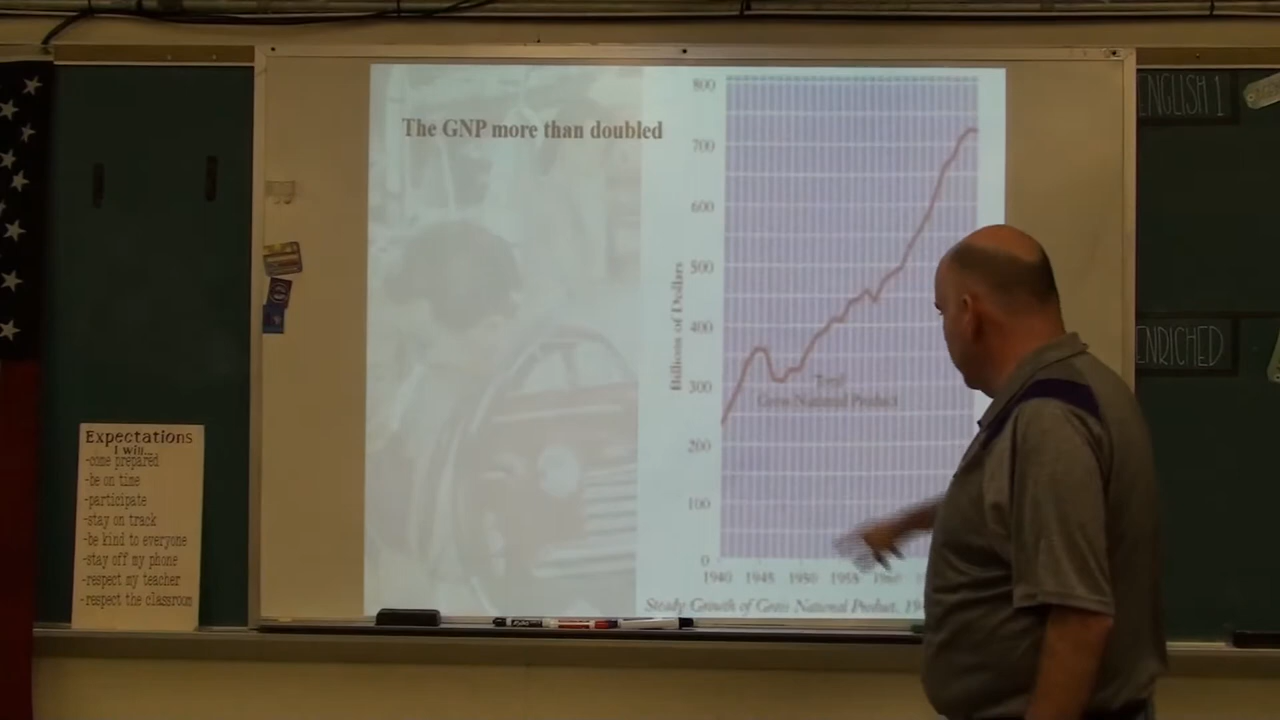 Expectations
I will...
-come prepared
-be on time
-participate
-stay on track
-be kind to everyone
-stay off my phone
-respect my teacher
-respect the classroom
The GNP more than doubled
800
700
600
500
400
300
200
100
0
Billions of Dollars
Total
Gross National Product
1940 1945 1950 1955 1960
Steady Growth of Gross National Product, 19
ENGLISH 1
ENRICHED